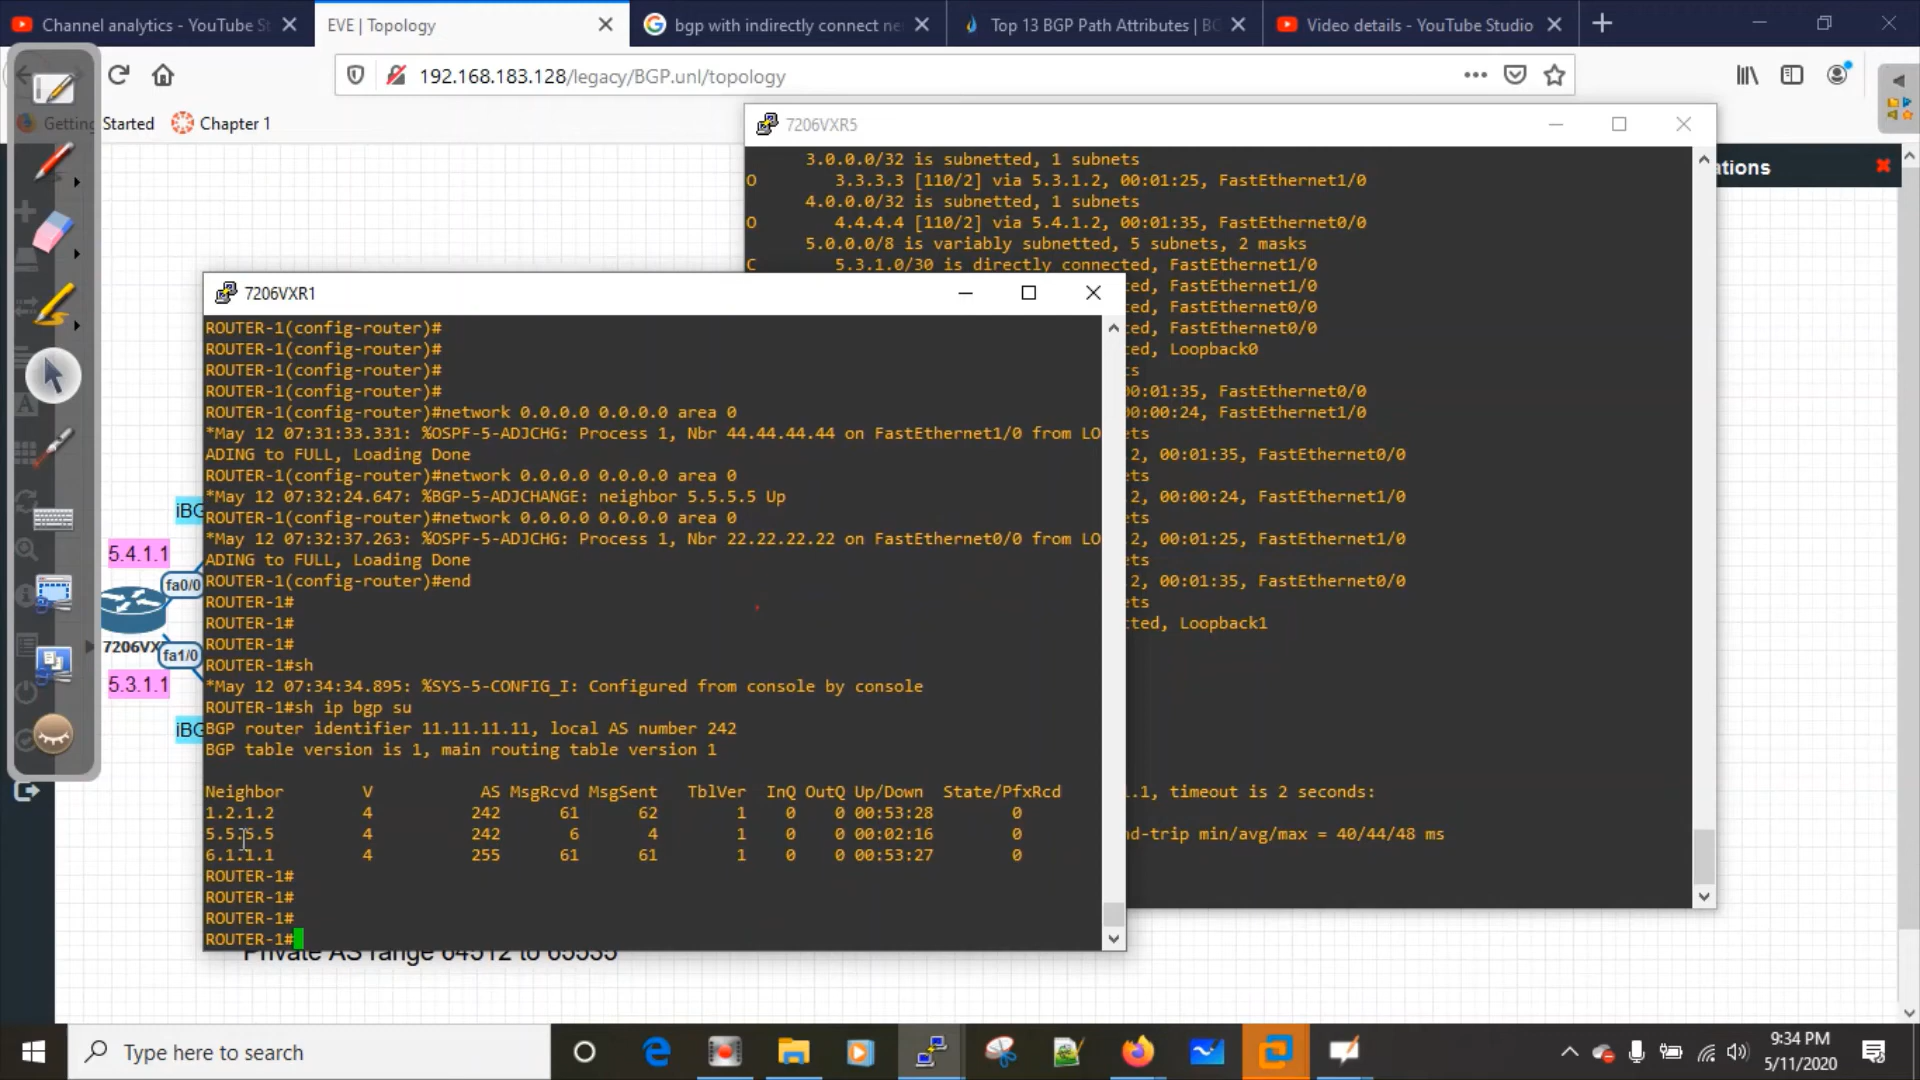 Channel analytics - YouTube St
EVE | Topology
bgp with indirectly connect ne
Top 13 BGP Path Attributes | BG
Video details - YouTube Studio
192.168.183.128/legacy/BGP.unl/topology
Getting Started
Chapter 1
7206VXR5
3.0.0.0/32 is subnetted, 1 subnets
O 3.3.3.3 [110/2] via 5.3.1.2, 00:01:25, FastEthernet1/0
4.0.0.0/32 is subnetted, 1 subnets
O 4.4.4.4 [110/2] via 5.4.1.2, 00:01:35, FastEthernet0/0
5.0.0.0/8 is variably subnetted, 5 subnets, 2 masks
C 5.3.1.0/30 is directly connected, FastEthernet1/0
ted, FastEthernet1/0
ted, FastEthernet0/0
ted, FastEthernet0/0
ted, Loopback0
ts
00:01:35, FastEthernet0/0
00:00:24, FastEthernet1/0
ets
2, 00:01:35, FastEthernet0/0
ets
2, 00:00:24, FastEthernet1/0
ets
2, 00:01:25, FastEthernet1/0
ets
2, 00:01:35, FastEthernet0/0
ets
cted, Loopback1
.1, timeout is 2 seconds:
nd-trip min/avg/max = 40/44/48 ms
ations
7206VXR1
ROUTER-1(config-router)#
ROUTER-1(config-router)#
ROUTER-1(config-router)#
ROUTER-1(config-router)#
ROUTER-1(config-router)#network 0.0.0.0 0.0.0.0 area 0
*May 12 07:31:33.331: %OSPF-5-ADJCHG: Process 1, Nbr 44.44.44.44 on FastEthernet1/0 from LO
ADING to FULL, Loading Done
ROUTER-1(config-router)#network 0.0.0.0 0.0.0.0 area 0
*May 12 07:32:24.647: %BGP-5-ADJCHANGE: neighbor 5.5.5.5 Up
ROUTER-1(config-router)#network 0.0.0.0 0.0.0.0 area 0
*May 12 07:32:37.263: %OSPF-5-ADJCHG: Process 1, Nbr 22.22.22.22 on FastEthernet0/0 from LO
ADING to FULL, Loading Done
ROUTER-1(config-router)#end
ROUTER-1#
ROUTER-1#
ROUTER-1#
ROUTER-1#sh
*May 12 07:34:34.895: %SYS-5-CONFIG_I: Configured from console by console
ROUTER-1#sh ip bgp su
BGP router identifier 11.11.11.11, local AS number 242
BGP table version is 1, main routing table version 1
Neighbor V AS MsgRcvd MsgSent TblVer InQ OutQ Up/Down State/PfxRcd
1.2.1.2 4 242 61 62 1 0 0 00:53:28 0
5.5.5.5 4 242 6 4 1 0 0 00:02:16 0
6.1.1.1 4 255 61 61 1 0 0 00:53:27 0
ROUTER-1#
ROUTER-1#
ROUTER-1#
ROUTER-1#
iBG
5.4.1.1
fa0/0
7206VX
fa1/0
5.3.1.1
iBG
Private AS range 64512 to 65535
Type here to search
9:34 PM
5/11/2020